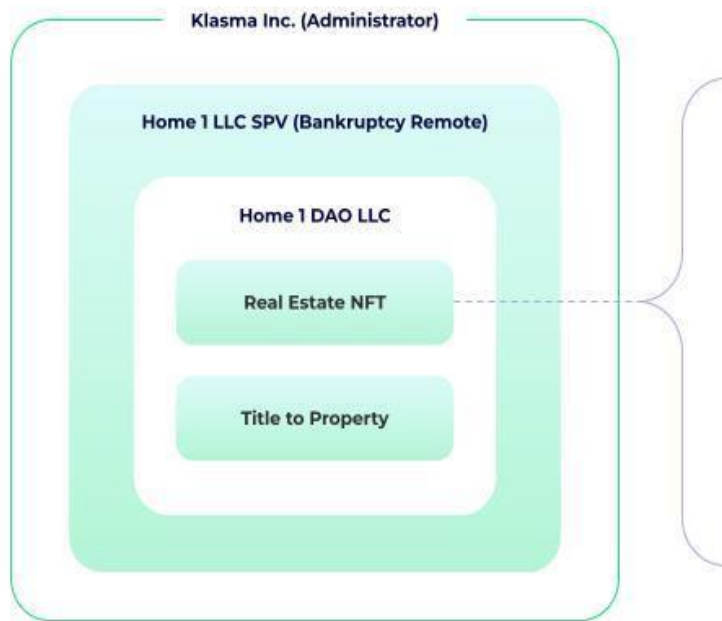 Klasma Inc. (Administrator)
Home 1 LLC SPV (Bankruptcy Remote)
Home 1 DAO LLC
Real Estate NFT
Title to Property